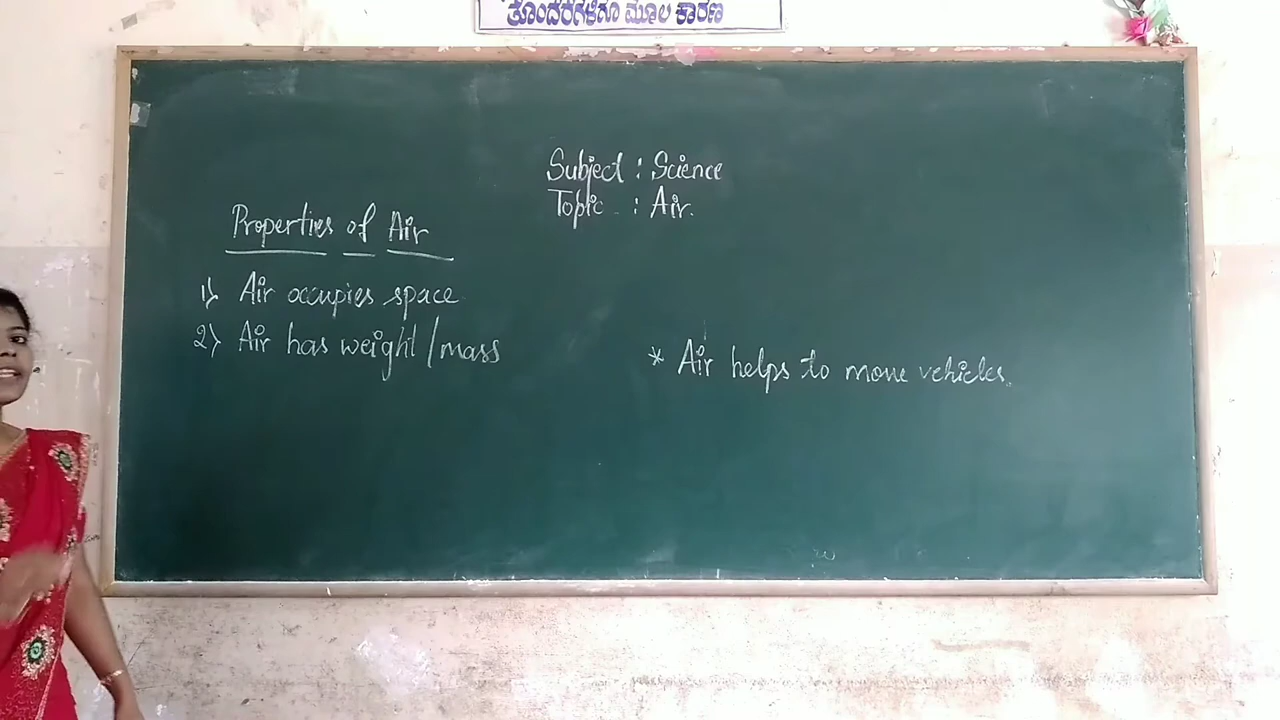 ತೊಂದರೆಗಳಿಗೂ ಮೂಲ ಕಾರಣ
Subject : Science
Topic : Air.
Properties of Air
1) Air occupies space
2) Air has weight/mass
* Air helps to move vehicles.